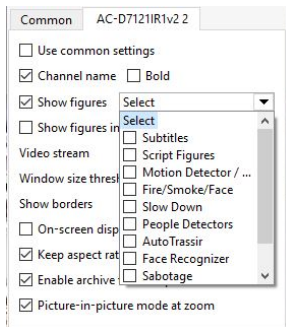 Common AC-D7121IR1v2 2
Use common settings
Channel name Bold
Show figures Select
Select
Subtitles
Script Figures
Motion Detector / ...
Fire/Smoke/Face
Slow Down
People Detectors
AutoTrassir
Face Recognizer
Sabotage
Show figures in
Video stream
Window size thresh
Show borders
On-screen disp
Keep aspect rat
Enable archive
Picture-in-picture mode at zoom